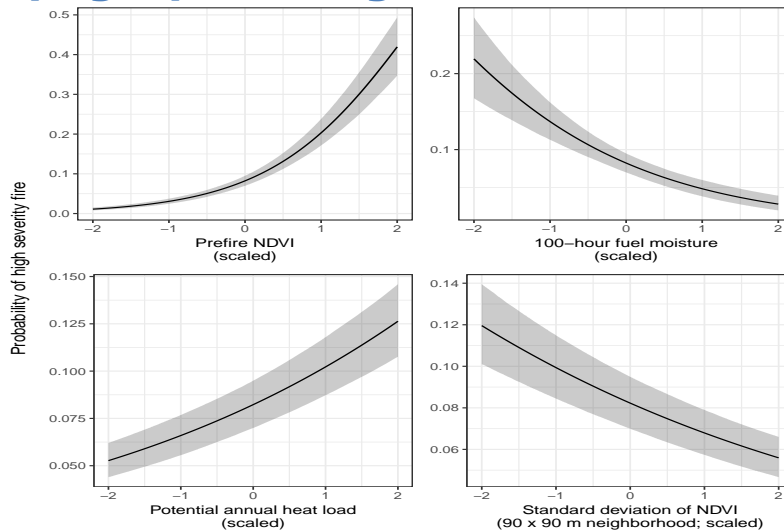 0.5
0.4
0.3
0.2
0.1
0.0
−2 −1 0 1 2
Prefire NDVI
(scaled)
0.2
0.1
−2 −1 0 1 2
100−hour fuel moisture
(scaled)
Probability of high severity fire
0.150
0.125
0.100
0.075
0.050
−2 −1 0 1 2
Potential annual heat load
(scaled)
0.14
0.12
0.10
0.08
0.06
−2 −1 0 1 2
Standard deviation of NDVI
(90 x 90 m neighborhood; scaled)